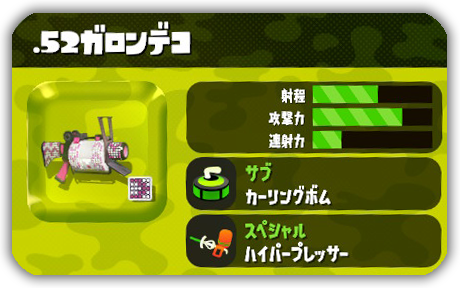 .52ガロンデコ
射程
攻撃力
連射力
サブ
カーリングボム
スペシャル
ハイパープレッサー